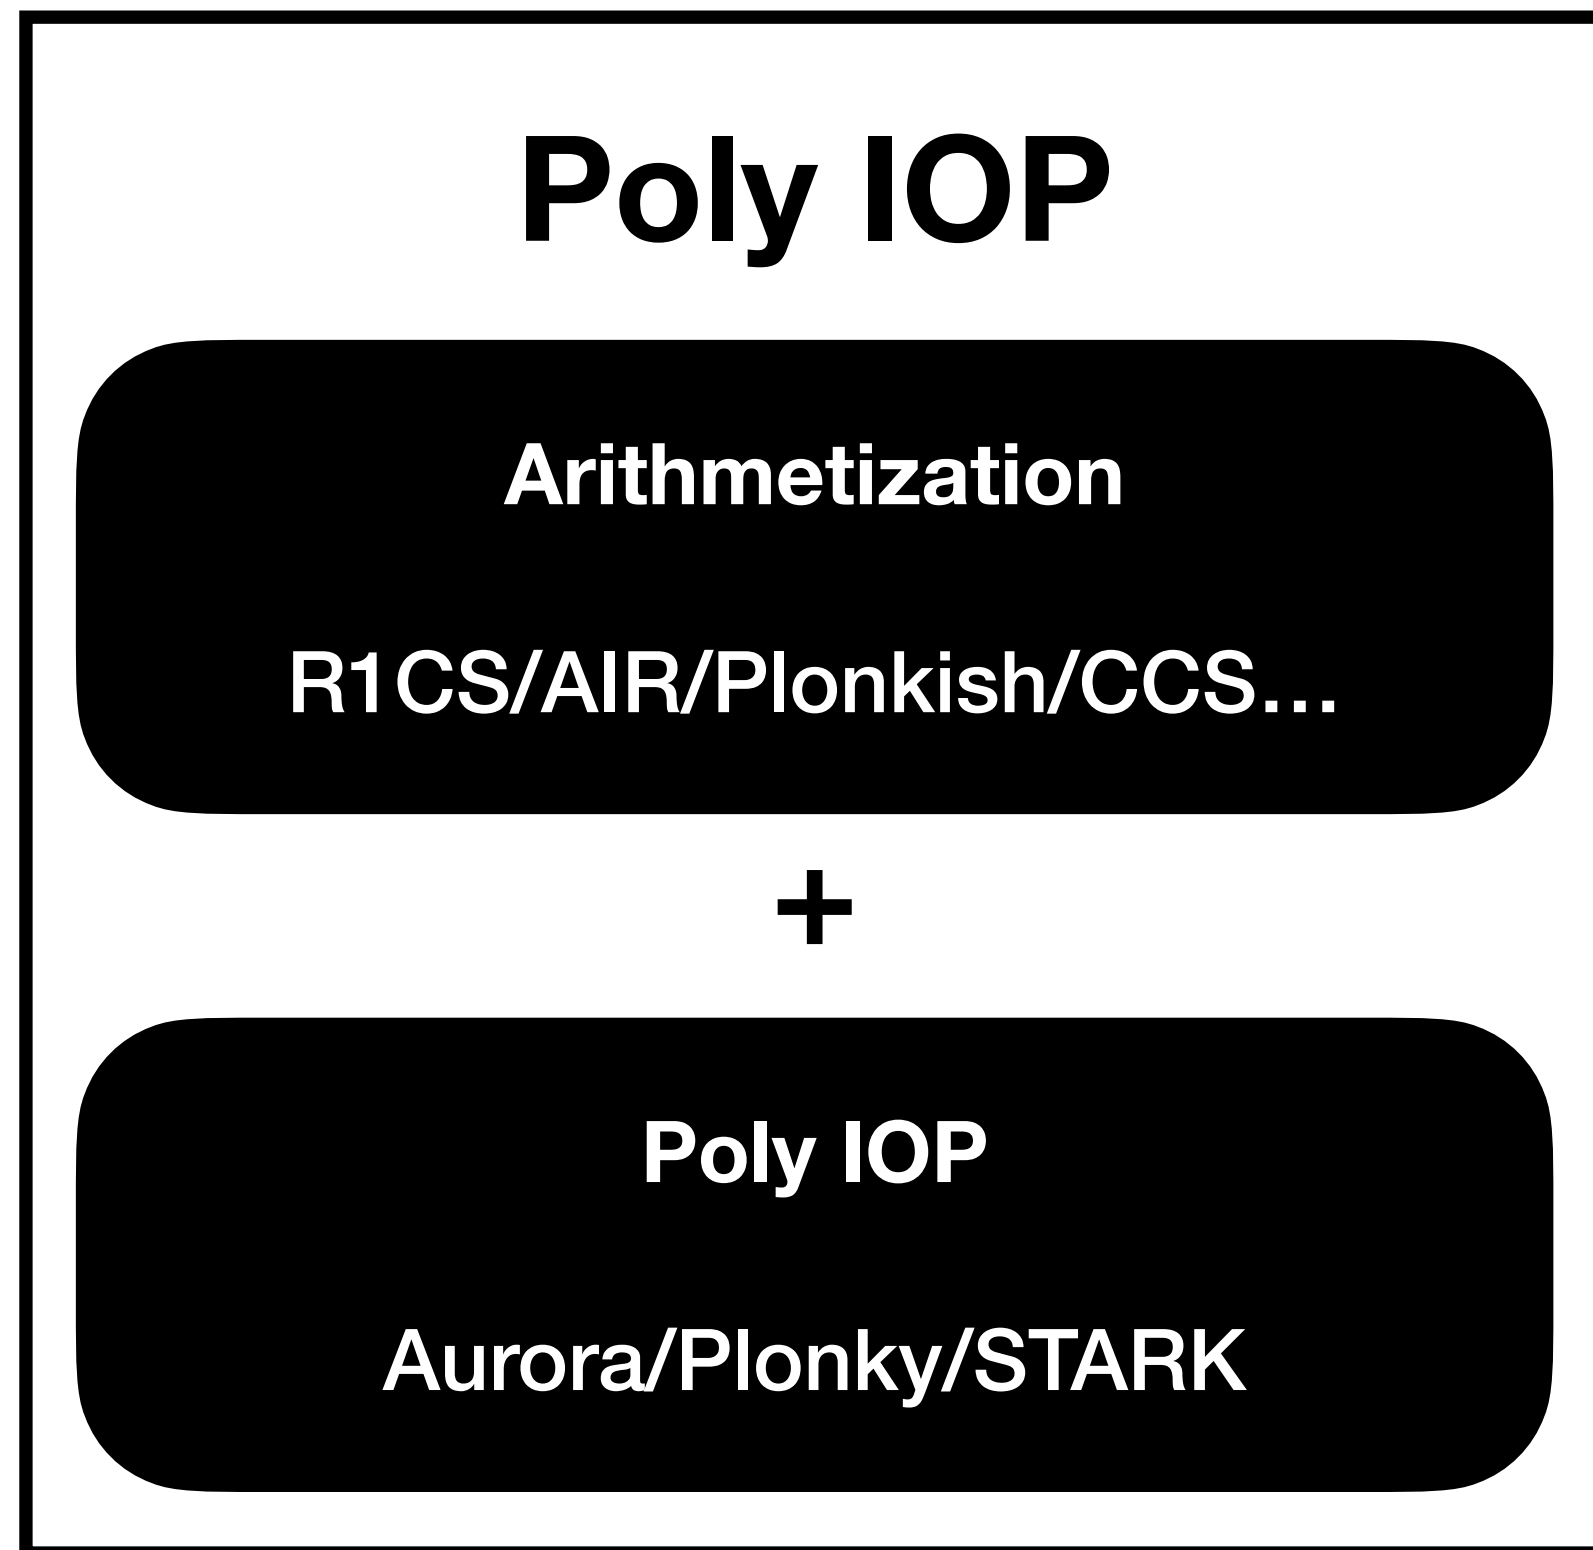 Poly IOP
Arithmetization
R1CS/AIR/Plonkish/CCS...
+
Poly IOP
Aurora/Plonky/STARK